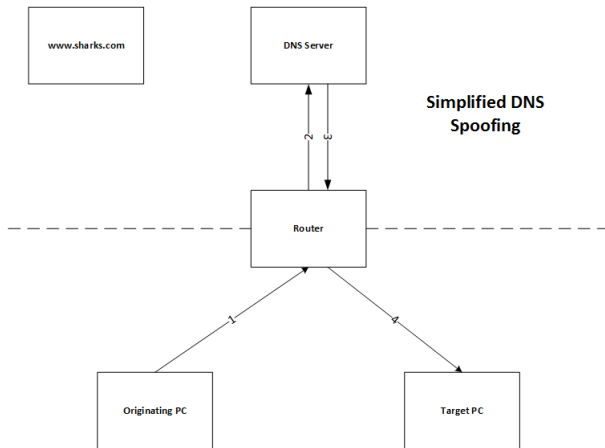 www.sharks.com
DNS Server
Simplified DNS
Spoofing
2
3
Router
1
4
Originating PC
Target PC